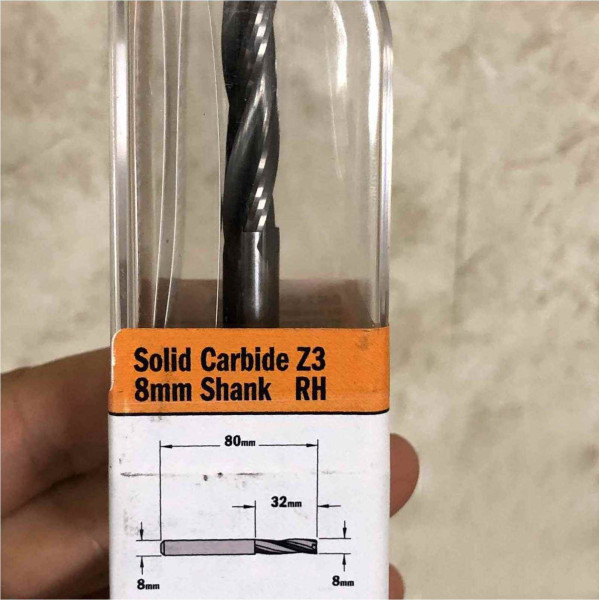 Solid Carbide Z3
8mm Shank RH
80mm
32mm
8mm
8mm